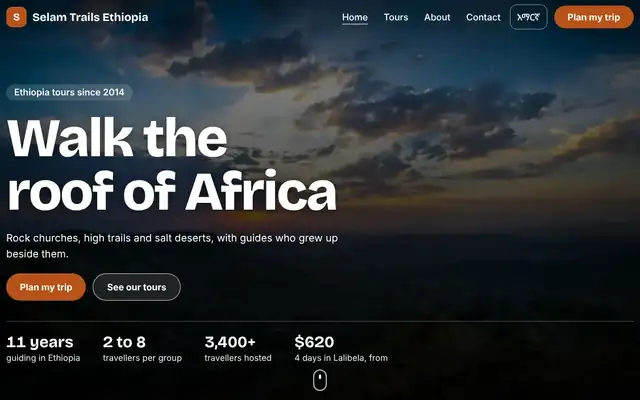 S Selam Trails Ethiopia
Home Tours About Contact አማርኛ Plan my trip
Ethiopia tours since 2014
Walk the
roof of Africa
Rock churches, high trails and salt deserts, with guides who grew up
beside them.
Plan my trip See our tours
11 years 2 to 8 3,400+ $620
guiding in Ethiopia travellers per group travellers hosted 4 days in Lalibela, from